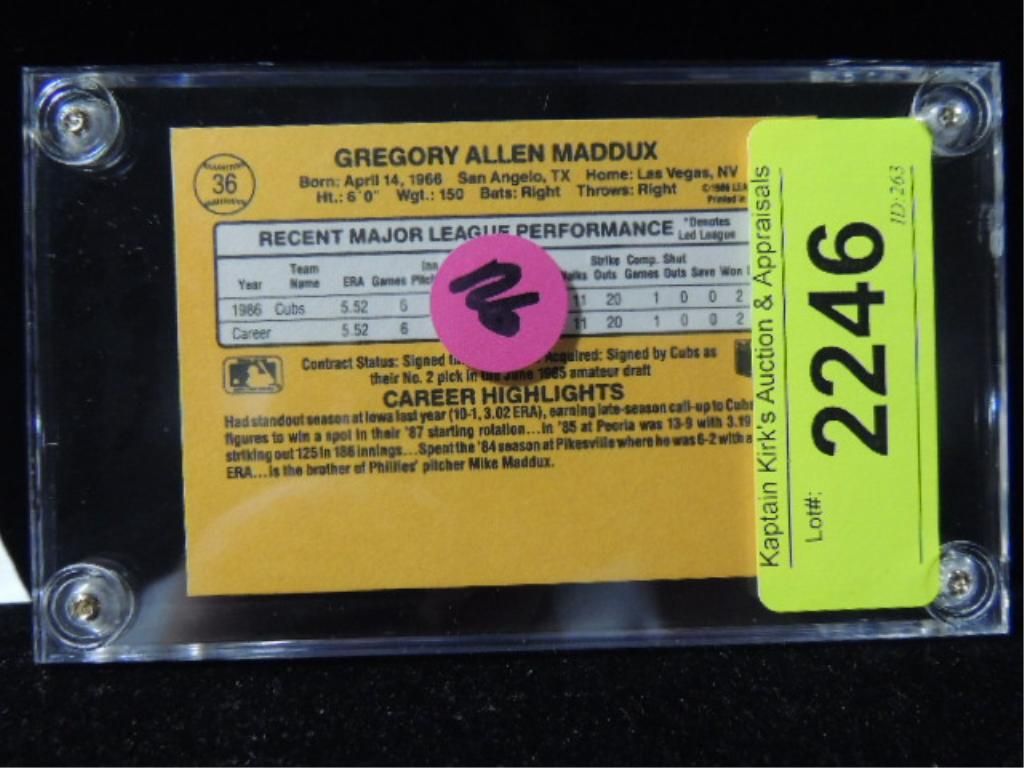 36
GREGORY ALLEN MADDUX
Born: April 14, 1966 San Angelo, TX Home: Las Vegas, NV
Ht.: 6'0" Wgt.: 150 Bats: Right Throws: Right
©1986 LEA
Printed in
RECENT MAJOR LEAGUE PERFORMANCE
*Denotes
Led League
Year Team Name ERA Games Inn Pitch alks Strike Outs Comp. Games Shut Outs Save Won
1986 Cubs 5.52 6 11 20 1 0 0 2
Career 5.52 6 11 20 1 0 0 2
Contract Status: Signed Acquired: Signed by Cubs as
their No. 2 pick in the June 1985 amateur draft
CAREER HIGHLIGHTS
Had standout season at Iowa last year (10-1, 3.02 ERA), earning late-season call-up to Cubs
figures to win a spot in their '87 starting rotation...In '85 at Peoria was 13-9 with 3.19
striking out 125 in 186 innings...Spent the '84 season at Pikesville where he was 6-2 with a
ERA...Is the brother of Phillies' pitcher Mike Maddux.
Kaptain Kirk's Auction & Appraisals
Lot#:
2246
ID:263